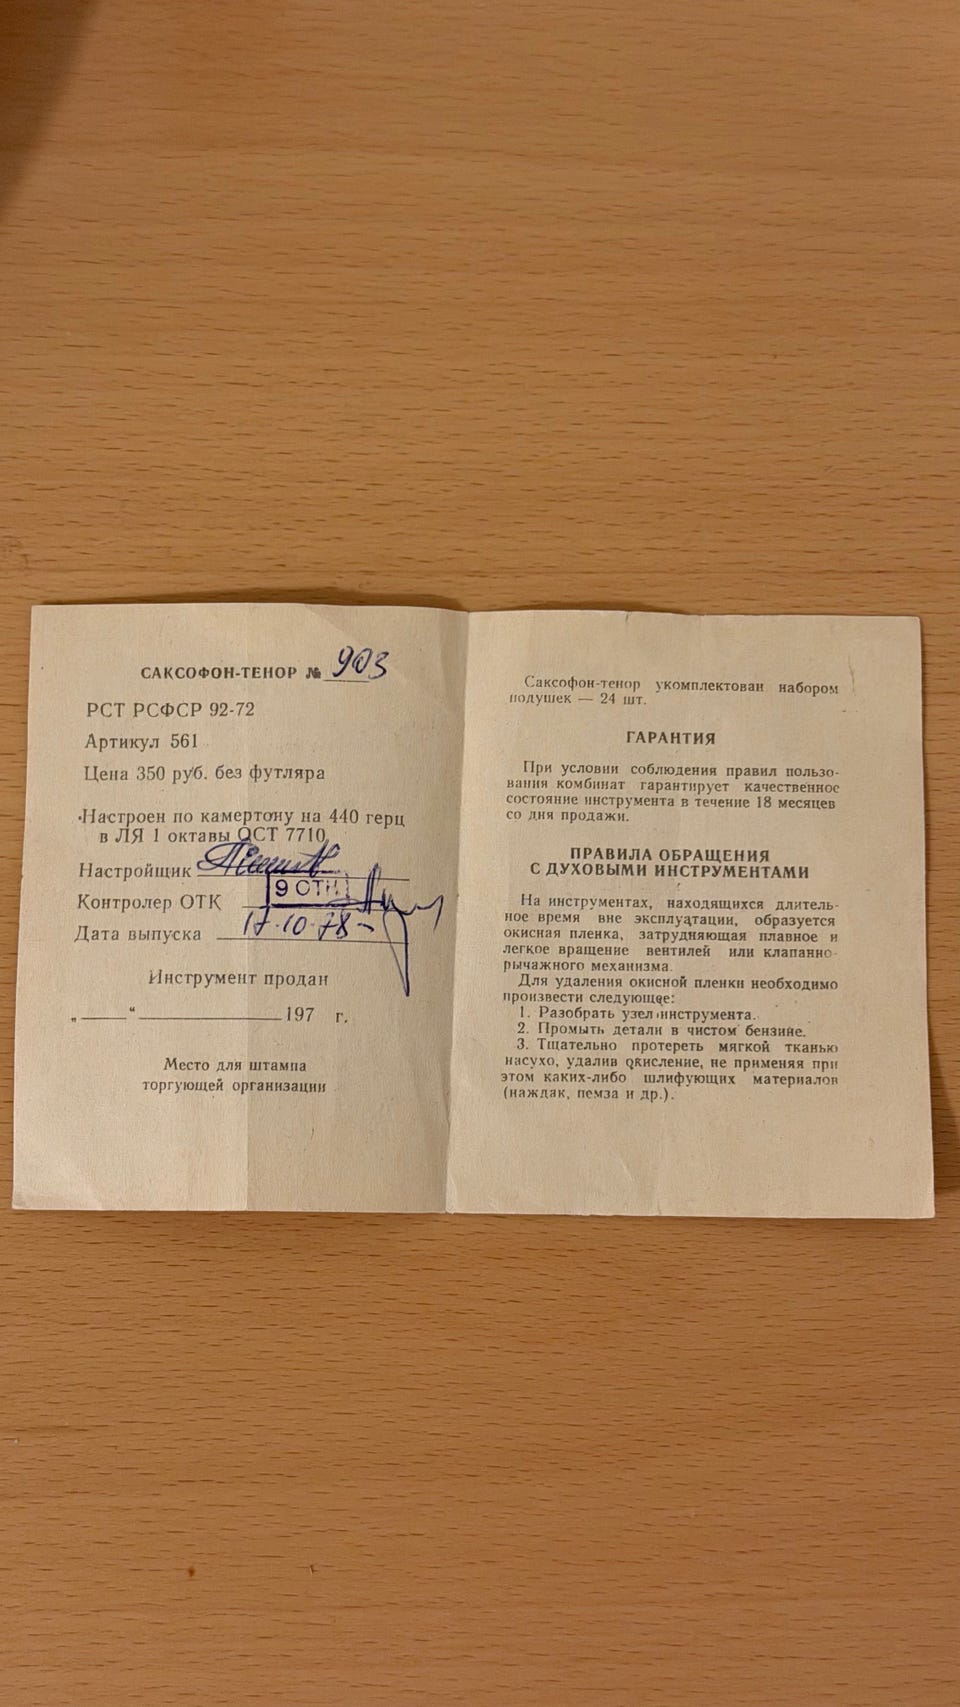 САКСОФОН-ТЕНОР № 903
РСТ РСФСР 92-72
Артикул 561
Цена 350 руб. без футляра
Настроен по камертону на 440 герц
в ЛЯ 1 октавы ОСТ 7710
Настройщик
9 ОТК
Контролер ОТК
Дата выпуска 17-10-78-
Инструмент продан
„ “ 197 г.
Место для штампа
торгующей организации
Саксофон-тенор укомплектован набором
подушек — 24 шт.
ГАРАНТИЯ
При условии соблюдения правил пользо-
вания комбинат гарантирует качественное
состояние инструмента в течение 18 месяцев
со дня продажи.
ПРАВИЛА ОБРАЩЕНИЯ
С ДУХОВЫМИ ИНСТРУМЕНТАМИ
На инструментах, находящихся длитель-
ное время вне эксплуатации, образуется
окисная пленка, затрудняющая плавное и
легкое вращение вентилей или клапанно-
рычажного механизма.
Для удаления окисной пленки необходимо
произвести следующее:
1. Разобрать узел инструмента.
2. Промыть детали в чистом бензине.
3. Тщательно протереть мягкой тканью
насухо, удалив окисление, не применяя при
этом каких-либо шлифующих материалов
(наждак, пемза и др.).